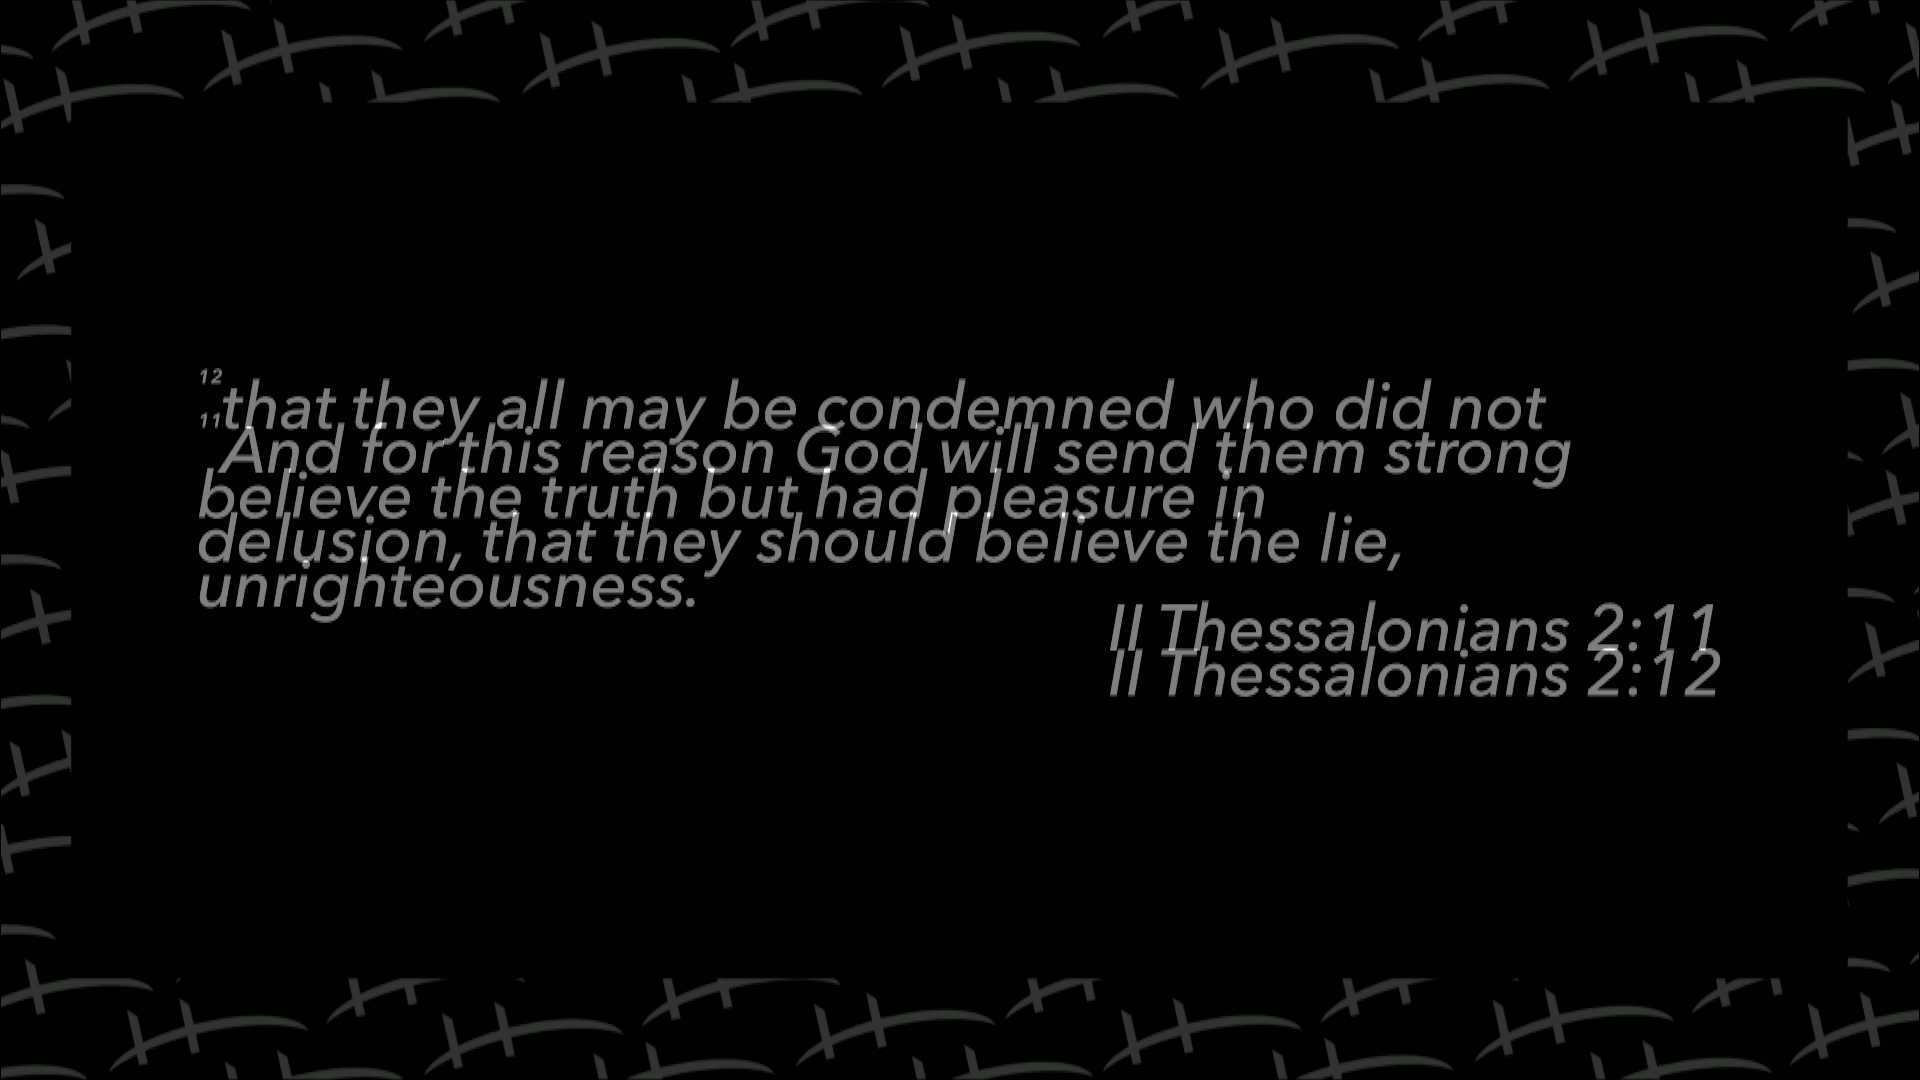 12
that they all may be condemned who did not
11
And for this reason God will send them strong
believe the truth but had pleasure in
delusion, that they should believe the lie,
unrighteousness.
II Thessalonians 2:11
II Thessalonians 2:12